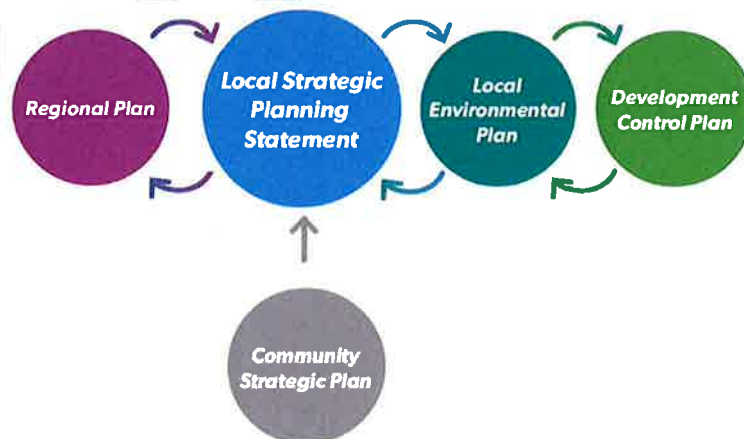 Regional Plan
Local Strategic
Planning
Statement
Local
Environmental
Plan
Development
Control Plan
Community
Strategic Plan